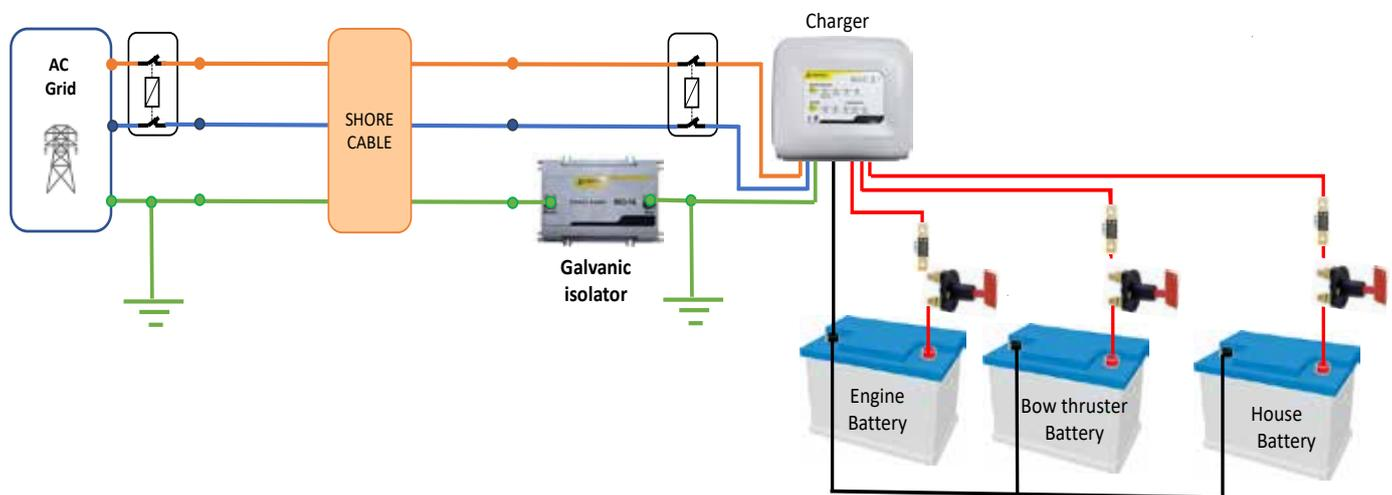 Charger
AC
Grid
SHORE
CABLE
Galvanic
isolator
Engine
Battery
Bow thruster
Battery
House
Battery